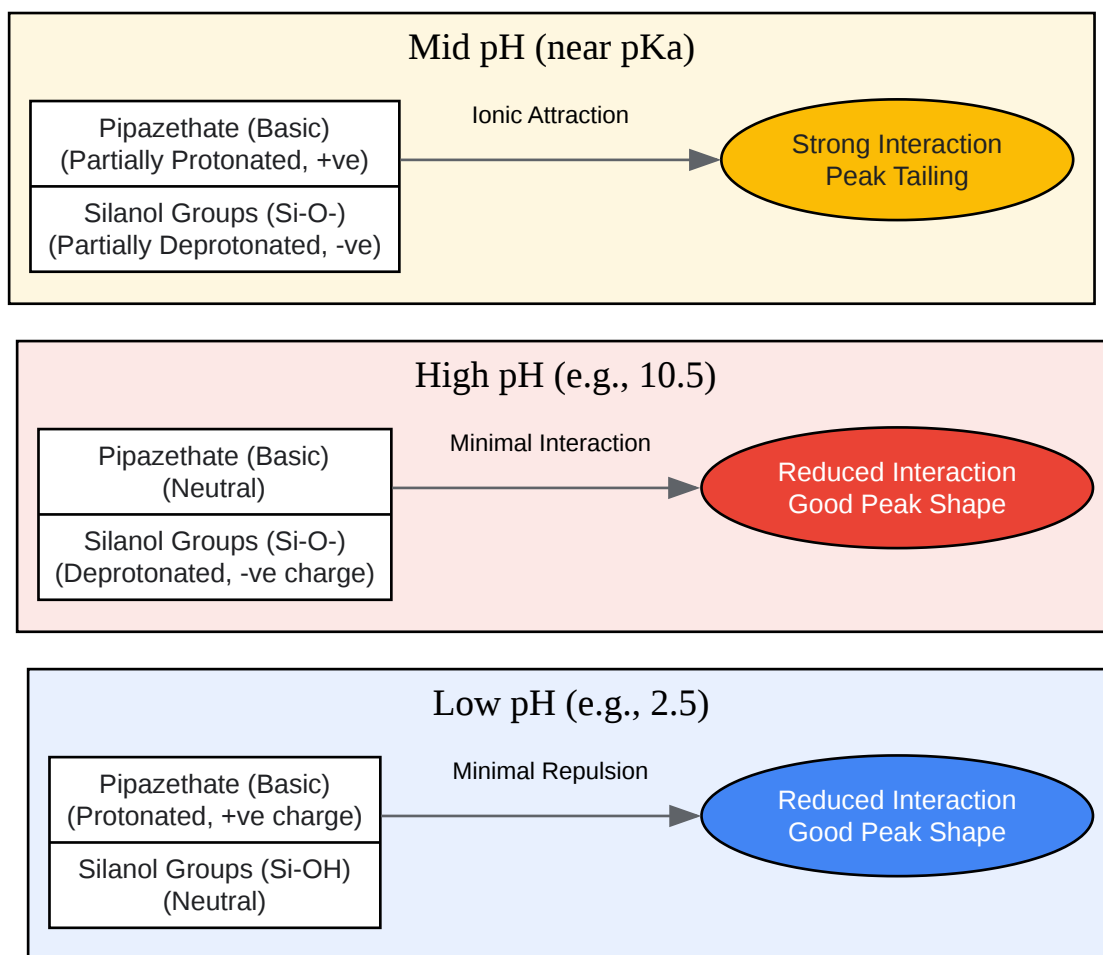 Mid pH (near pKa)
Pipazethate (Basic)
(Partially Protonated, +ve)
Silanol Groups (Si-O-)
(Partially Deprotonated, -ve)
Ionic Attraction
Strong Interaction
Peak Tailing
High pH (e.g., 10.5)
Pipazethate (Basic)
(Neutral)
Silanol Groups (Si-O-)
(Deprotonated, -ve charge)
Minimal Interaction
Reduced Interaction
Good Peak Shape
Low pH (e.g., 2.5)
Pipazethate (Basic)
(Protonated, +ve charge)
Silanol Groups (Si-OH)
(Neutral)
Minimal Repulsion
Reduced Interaction
Good Peak Shape